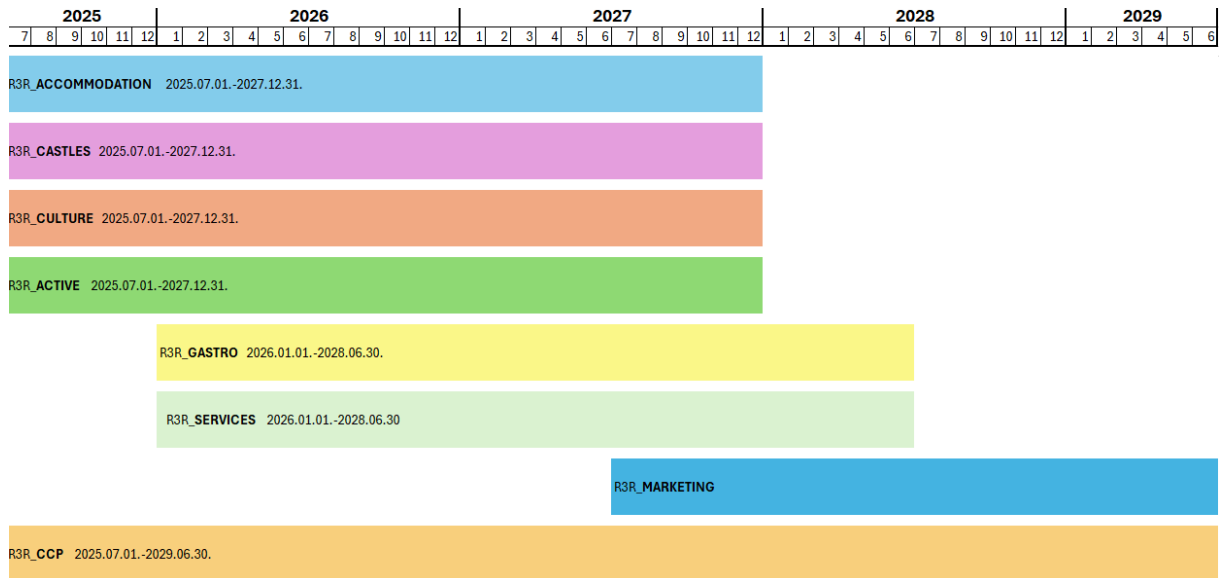 2025 2026 2027 2028 2029
7 8 9 10 11 12 1 2 3 4 5 6 7 8 9 10 11 12 1 2 3 4 5 6 7 8 9 10 11 12 1 2 3 4 5 6 7 8 9 10 11 12 1 2 3 4 5 6
R3R_ACCOMMODATION 2025.07.01.-2027.12.31.
R3R_CASTLES 2025.07.01.-2027.12.31.
R3R_CULTURE 2025.07.01.-2027.12.31.
R3R_ACTIVE 2025.07.01.-2027.12.31.
R3R_GASTRO 2026.01.01.-2028.06.30.
R3R_SERVICES 2026.01.01.-2028.06.30
R3R_MARKETING
R3R_CCP 2025.07.01.-2029.06.30.